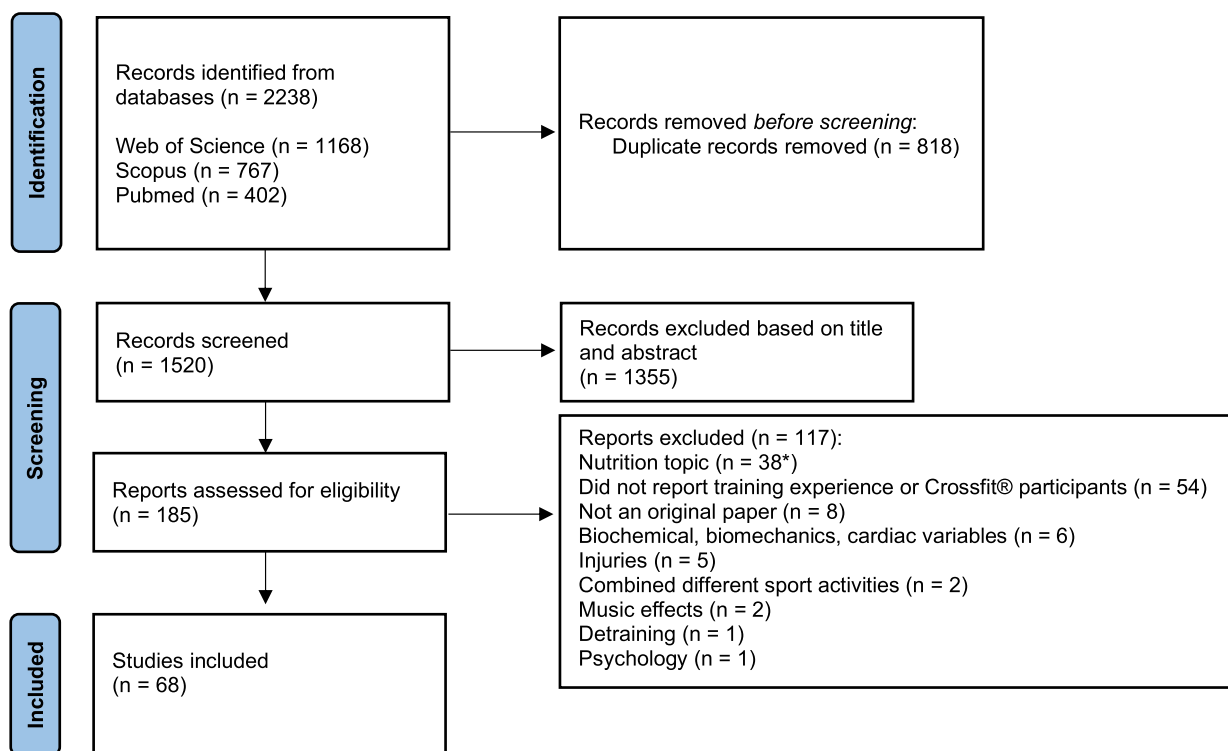 Identification
Records identified from
databases (n = 2238)
Web of Science (n = 1168)
Scopus (n = 767)
Pubmed (n = 402)
Records removed before screening:
Duplicate records removed (n = 818)
Screening
Records screened
(n = 1520)
Records excluded based on title
and abstract
(n = 1355)
Reports assessed for eligibility
(n = 185)
Reports excluded (n = 117):
Nutrition topic (n = 38*)
Did not report training experience or Crossfit® participants (n = 54)
Not an original paper (n = 8)
Biochemical, biomechanics, cardiac variables (n = 6)
Injuries (n = 5)
Combined different sport activities (n = 2)
Music effects (n = 2)
Detraining (n = 1)
Psychology (n = 1)
Included
Studies included
(n = 68)